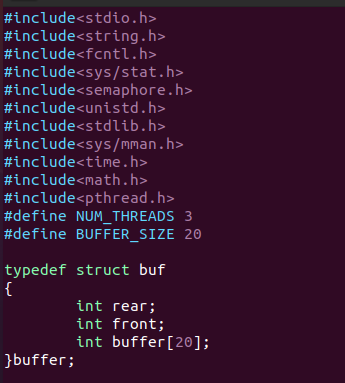 #include<stdio.h>
#include<string.h>
#include<fcntl.h>
#include<sys/stat.h>
#include<semaphore.h>
#include<unistd.h>
#include<stdlib.h>
#include<sys/mman.h>
#include<time.h>
#include<math.h>
#include<pthread.h>
#define NUM_THREADS 3
#define BUFFER_SIZE 20

typedef struct buf
{
        int rear;
        int front;
        int buffer[20];
}buffer;